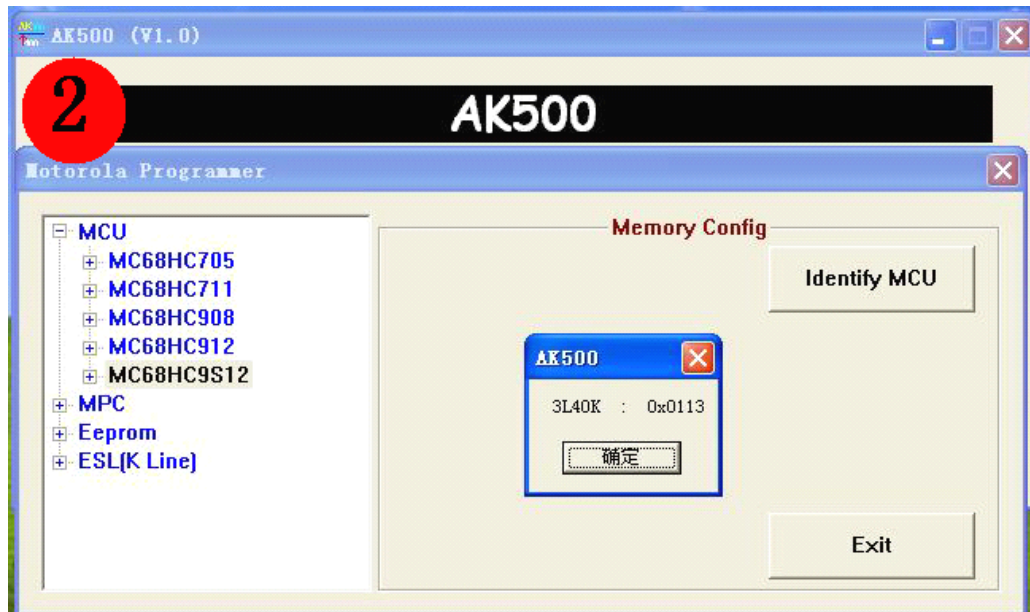 AK500 (V1.0)
2
AK500
Motorola Programmer
MCU
MC68HC705
MC68HC711
MC68HC908
MC68HC912
MC68HC9S12
MPC
Eeprom
ESL(K Line)
Memory Config
Identify MCU
AK500
3L40K : 0x0113
确定
Exit